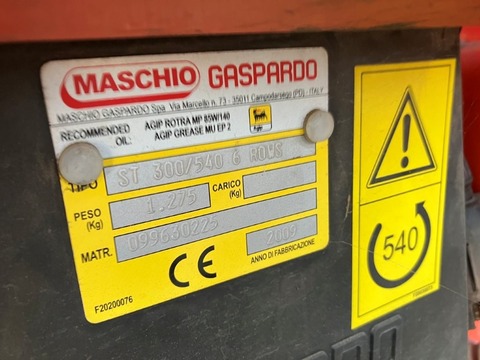 MASCHIO GASPARDO
MASCHIO GASPARDO Spa Via Marcello n. 73 - 35011 Campodarsego (PD) - ITALY
RECOMMENDED OIL: AGIP ROTRA MP 85W/140
AGIP GREASE MU EP 2
Agip
TIPO ST 300/540 6 ROWS
PESO (Kg) 1.275 CARICO (Kg)
MATR. 099630225 2009
CE ANNO DI FABBRICAZIONE
F20200076
540